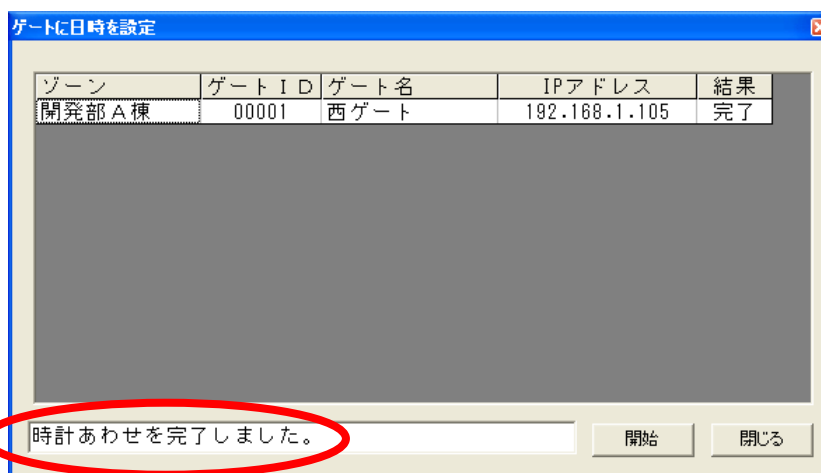 ゲートに日時を設定
ゾーン ゲートＩＤ ゲート名 IPアドレス 結果
開発部Ａ棟 00001 西ゲート 192.168.1.105 完了
時計あわせを完了しました。 開始 閉じる